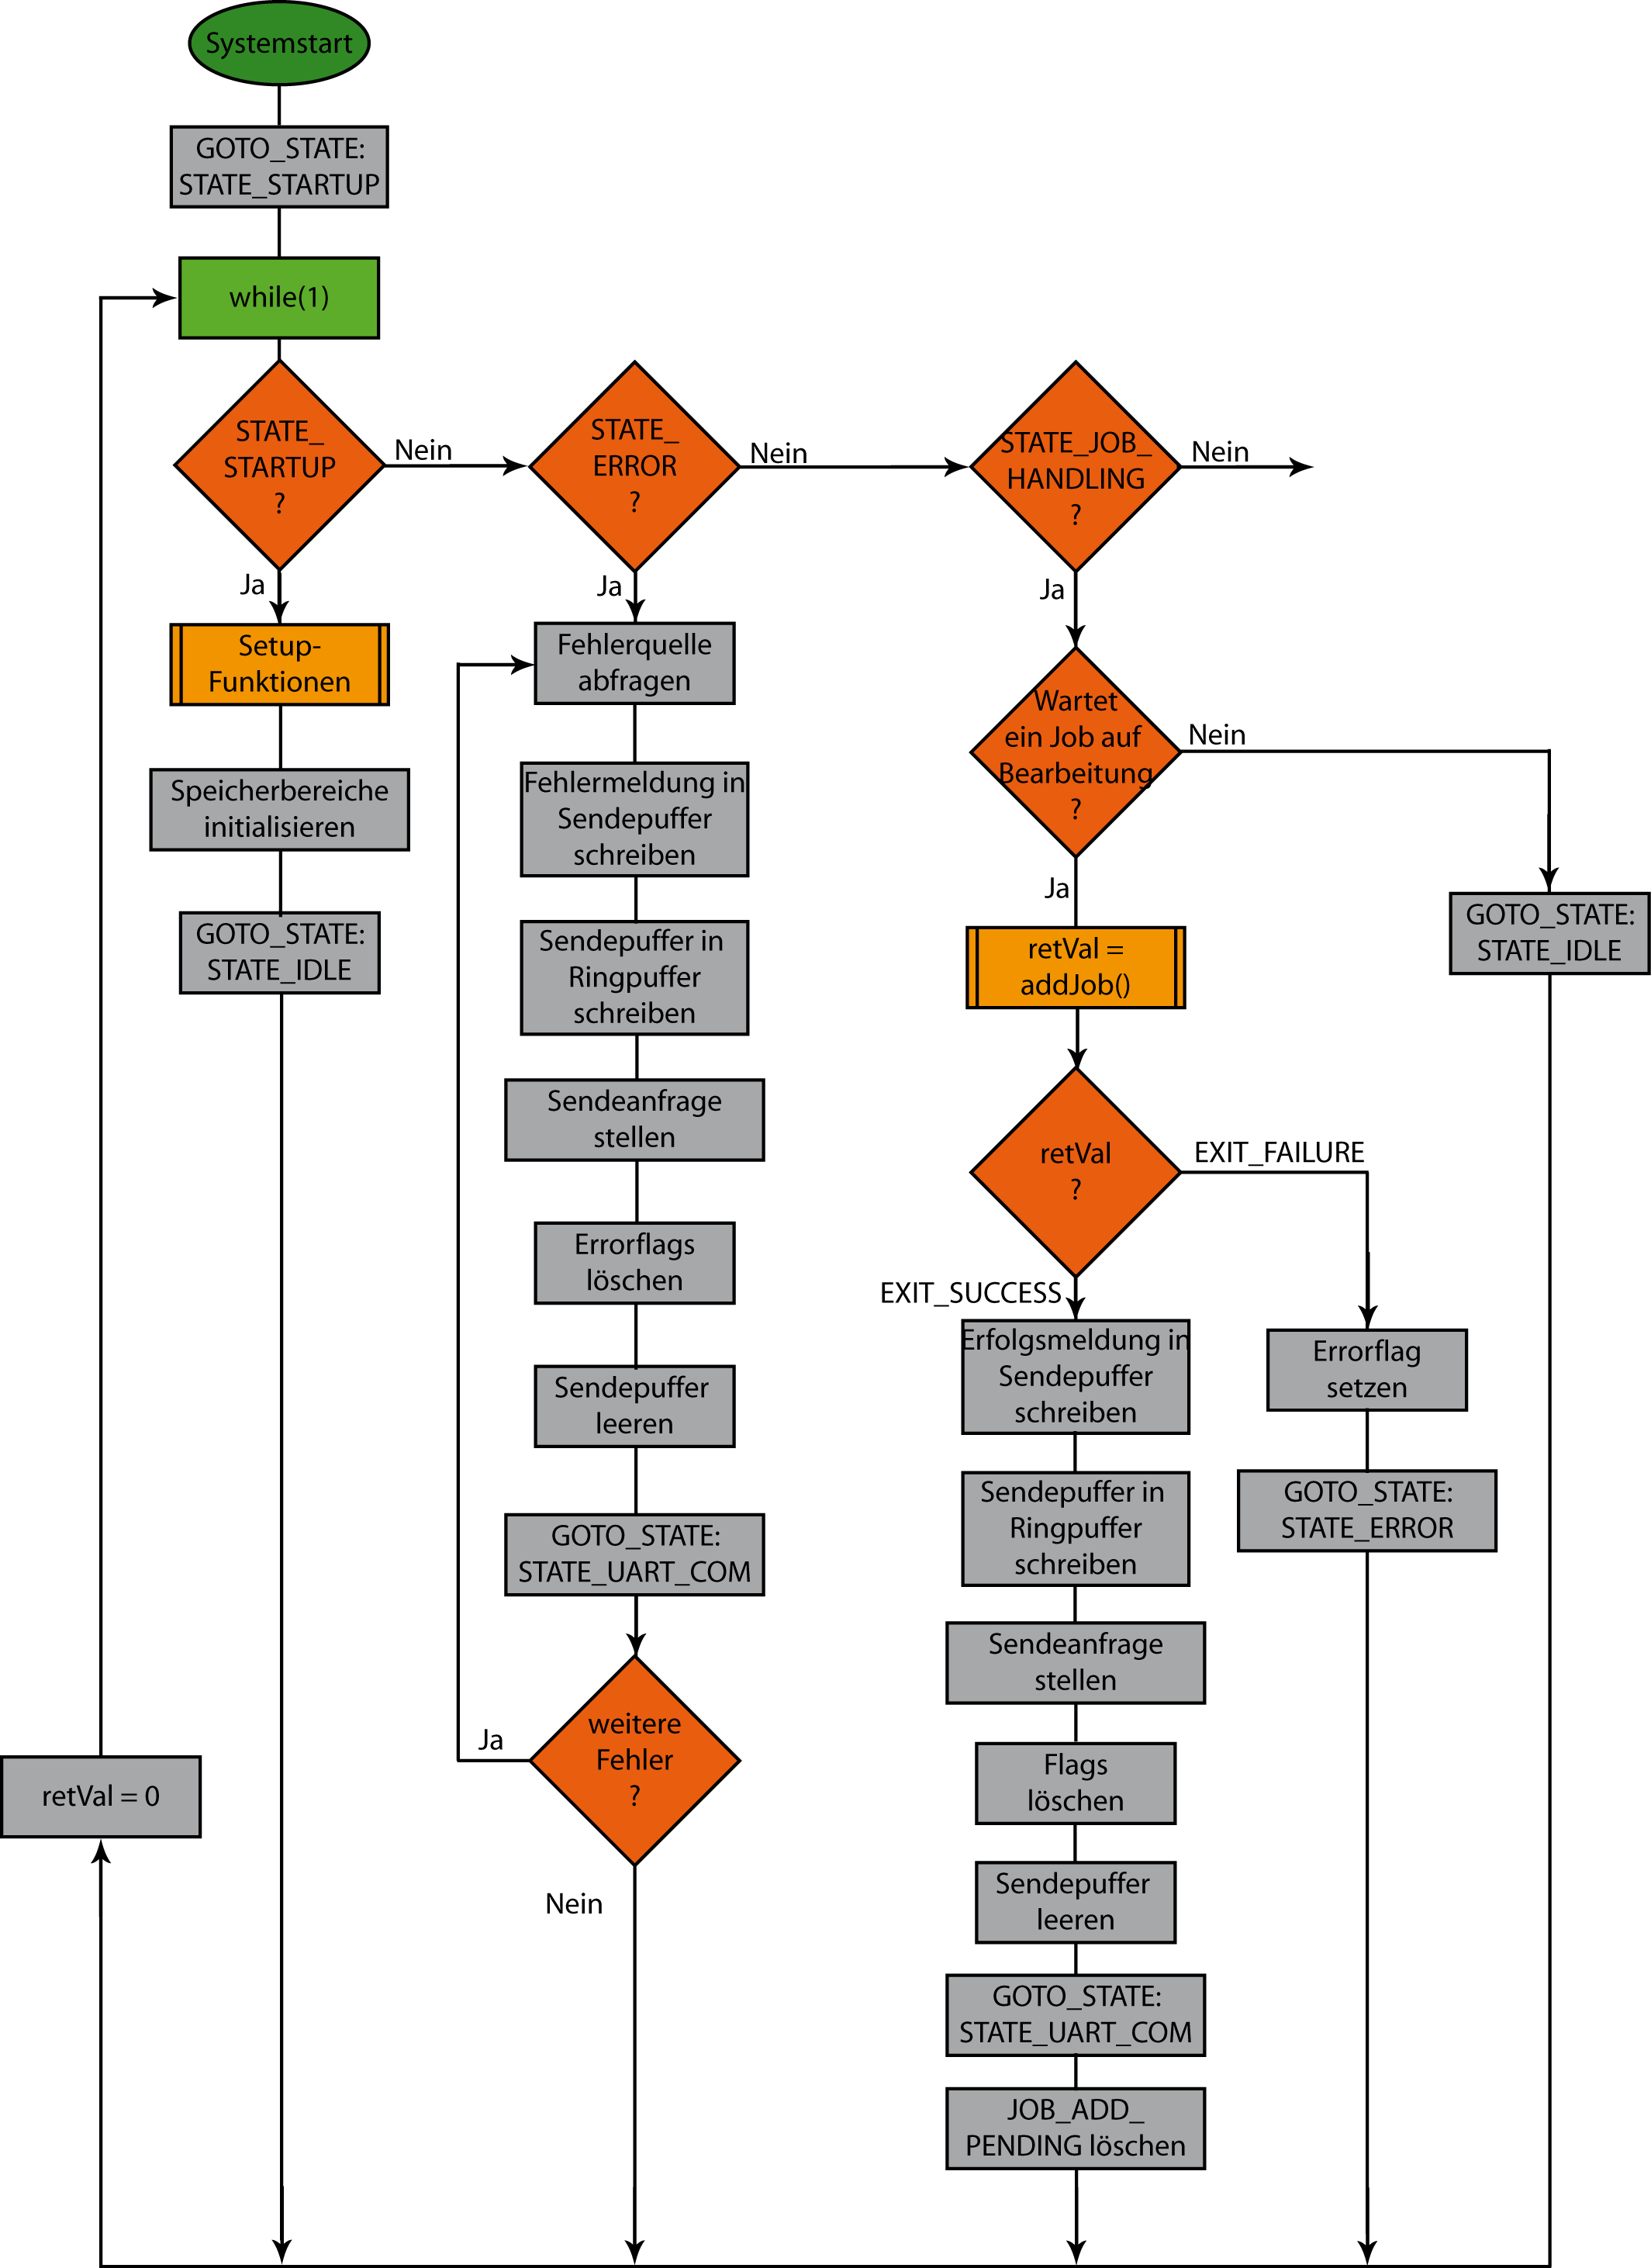 Systemstart
GOTO_STATE:
STATE_STARTUP
while(1)
STATE_
STARTUP
?
Nein
Ja
Setup-
Funktionen
Speicherbereiche
initialisieren
GOTO_STATE:
STATE_IDLE
retVal = 0
STATE_
ERROR
?
Nein
Ja
Fehlerquelle
abfragen
Fehlermeldung in
Sendepuffer
schreiben
Sendepuffer in
Ringpuffer
schreiben
Sendeanfrage
stellen
Errorflags
löschen
Sendepuffer
leeren
GOTO_STATE:
STATE_UART_COM
weitere
Fehler
?
Ja
Nein
STATE_JOB_
HANDLING
?
Nein
Ja
Wartet
ein Job auf
Bearbeitung
?
Nein
Ja
GOTO_STATE:
STATE_IDLE
retVal =
addJob()
retVal
?
EXIT_FAILURE
EXIT_SUCCESS
Erfolgsmeldung in
Sendepuffer
schreiben
Sendepuffer in
Ringpuffer
schreiben
Sendeanfrage
stellen
Flags
löschen
Sendepuffer
leeren
GOTO_STATE:
STATE_UART_COM
JOB_ADD_
PENDING löschen
Errorflag
setzen
GOTO_STATE:
STATE_ERROR